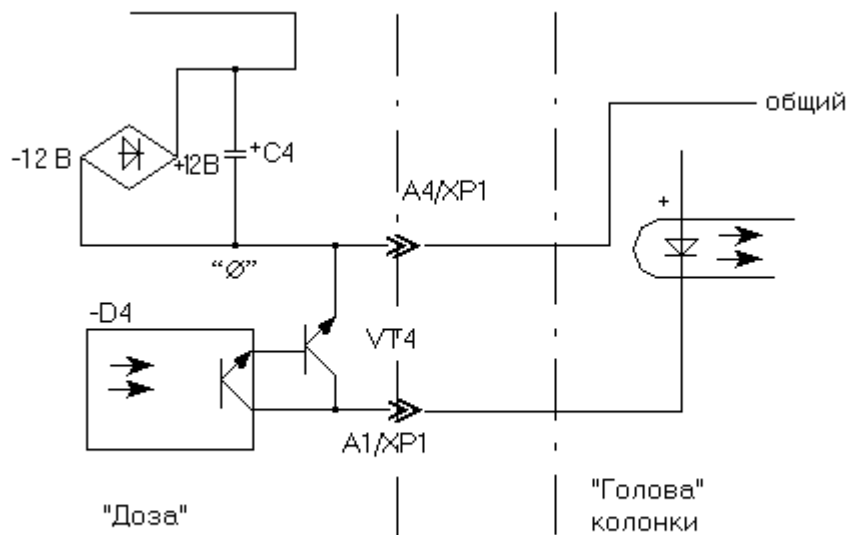 общий
-12 В
+12В
+C4
A4/XP1
+
“Ø”
-D4
VT4
A1/XP1
"Доза"
"Голова"
колонки